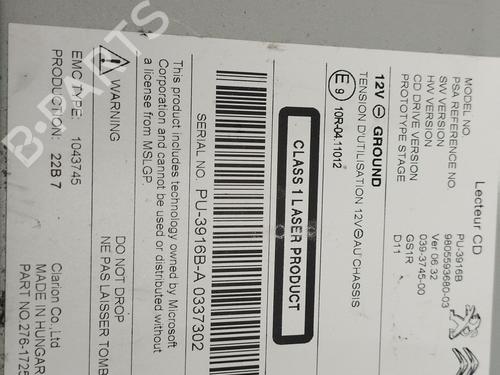 Lecteur CD
MODEL NO. PU-3916B
PSA REFERENCE NO. 9805593680-03
SW VERSION Ver 06.32
HW VERSION 039-3745-00
CD DRIVE VERSION GS1R
PROTOTYPE STAGE D11
12V⊖ GROUND
TENSION D'UTILISATION 12V⊖AU CHASSIS
E9 10R-04.11012
CLASS 1 LASER PRODUCT
SERIAL NO. PU-3916B-A 0337302
This product includes technology owned by Microsoft
Corporation and cannot be used or distributed without
a license from MSLGP.
WARNING DO NOT DROP
NE PAS LAISSER TOMB
EMC TYPE: 1043745 Clarion Co.,Ltd
PRODUCTION: 22B 7 MADE IN HUNGAR
PART NO.276-1725
B-PARTS